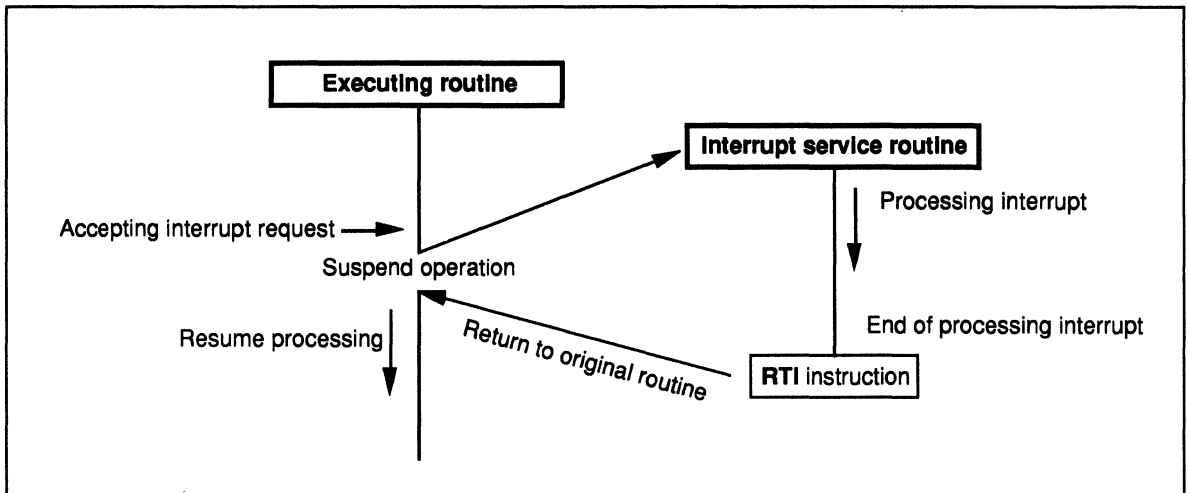 Executing routine
Interrupt service routine
Processing interrupt
Accepting interrupt request
Suspend operation
Resume processing
Return to original routine
End of processing interrupt
RTI instruction